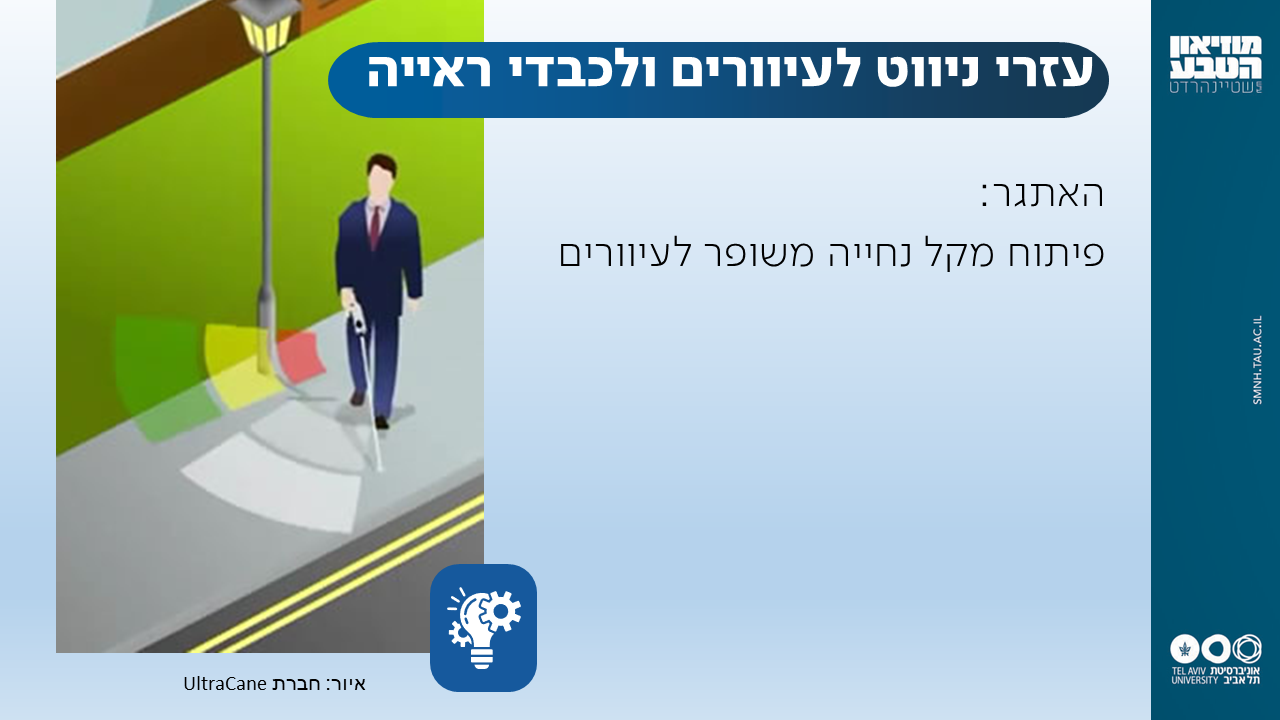 עזרי ניווט לעיוורים ולכבדי ראייה
האתגר:
פיתוח מקל נחייה משופר לעיוורים
איור: חברת UltraCane
מוזיאון
הטבע
ע״ש שטיינהרדט
SMNH.TAU.AC.IL
TEL AVIV UNIVERSITY
אוניברסיטת תל אביב